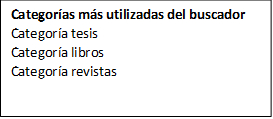 Categorías más utilizadas del buscador
Categoría tesis
Categoría libros
Categoría revistas